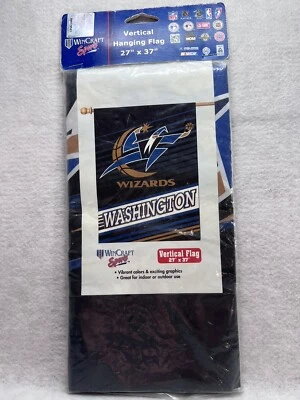 WINCRAFT
Sports
Vertical
Hanging Flag
27" x 37"
WIZARDS
WASHINGTON
WINCRAFT
Sports
Vertical Flag
27" x 37"
• Vibrant colors & exciting graphics
• Great for indoor or outdoor use